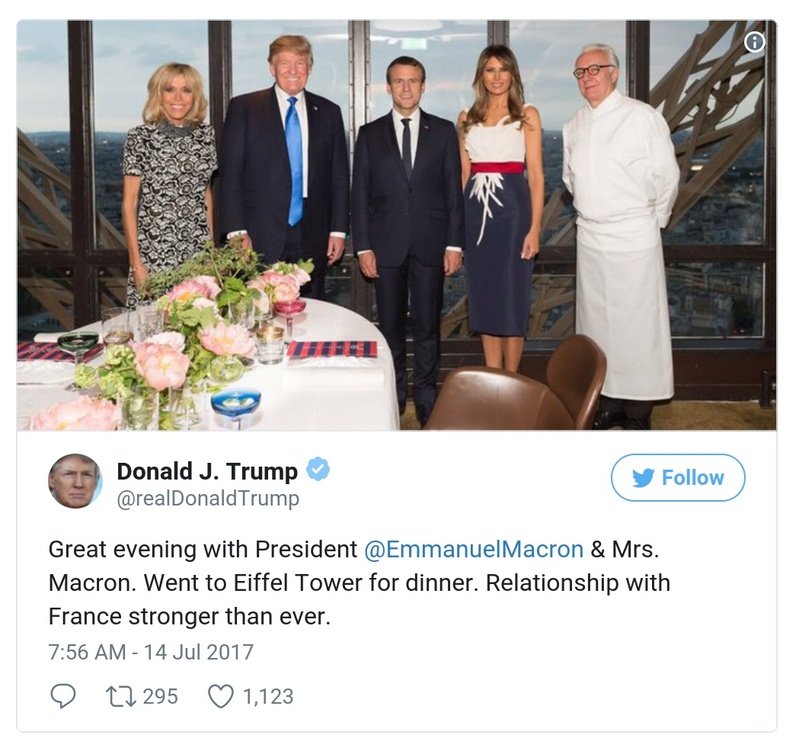 Donald J. Trump
@realDonaldTrump
Follow
Great evening with President @EmmanuelMacron & Mrs.
Macron. Went to Eiffel Tower for dinner. Relationship with
France stronger than ever.
7:56 AM - 14 Jul 2017
295
1,123